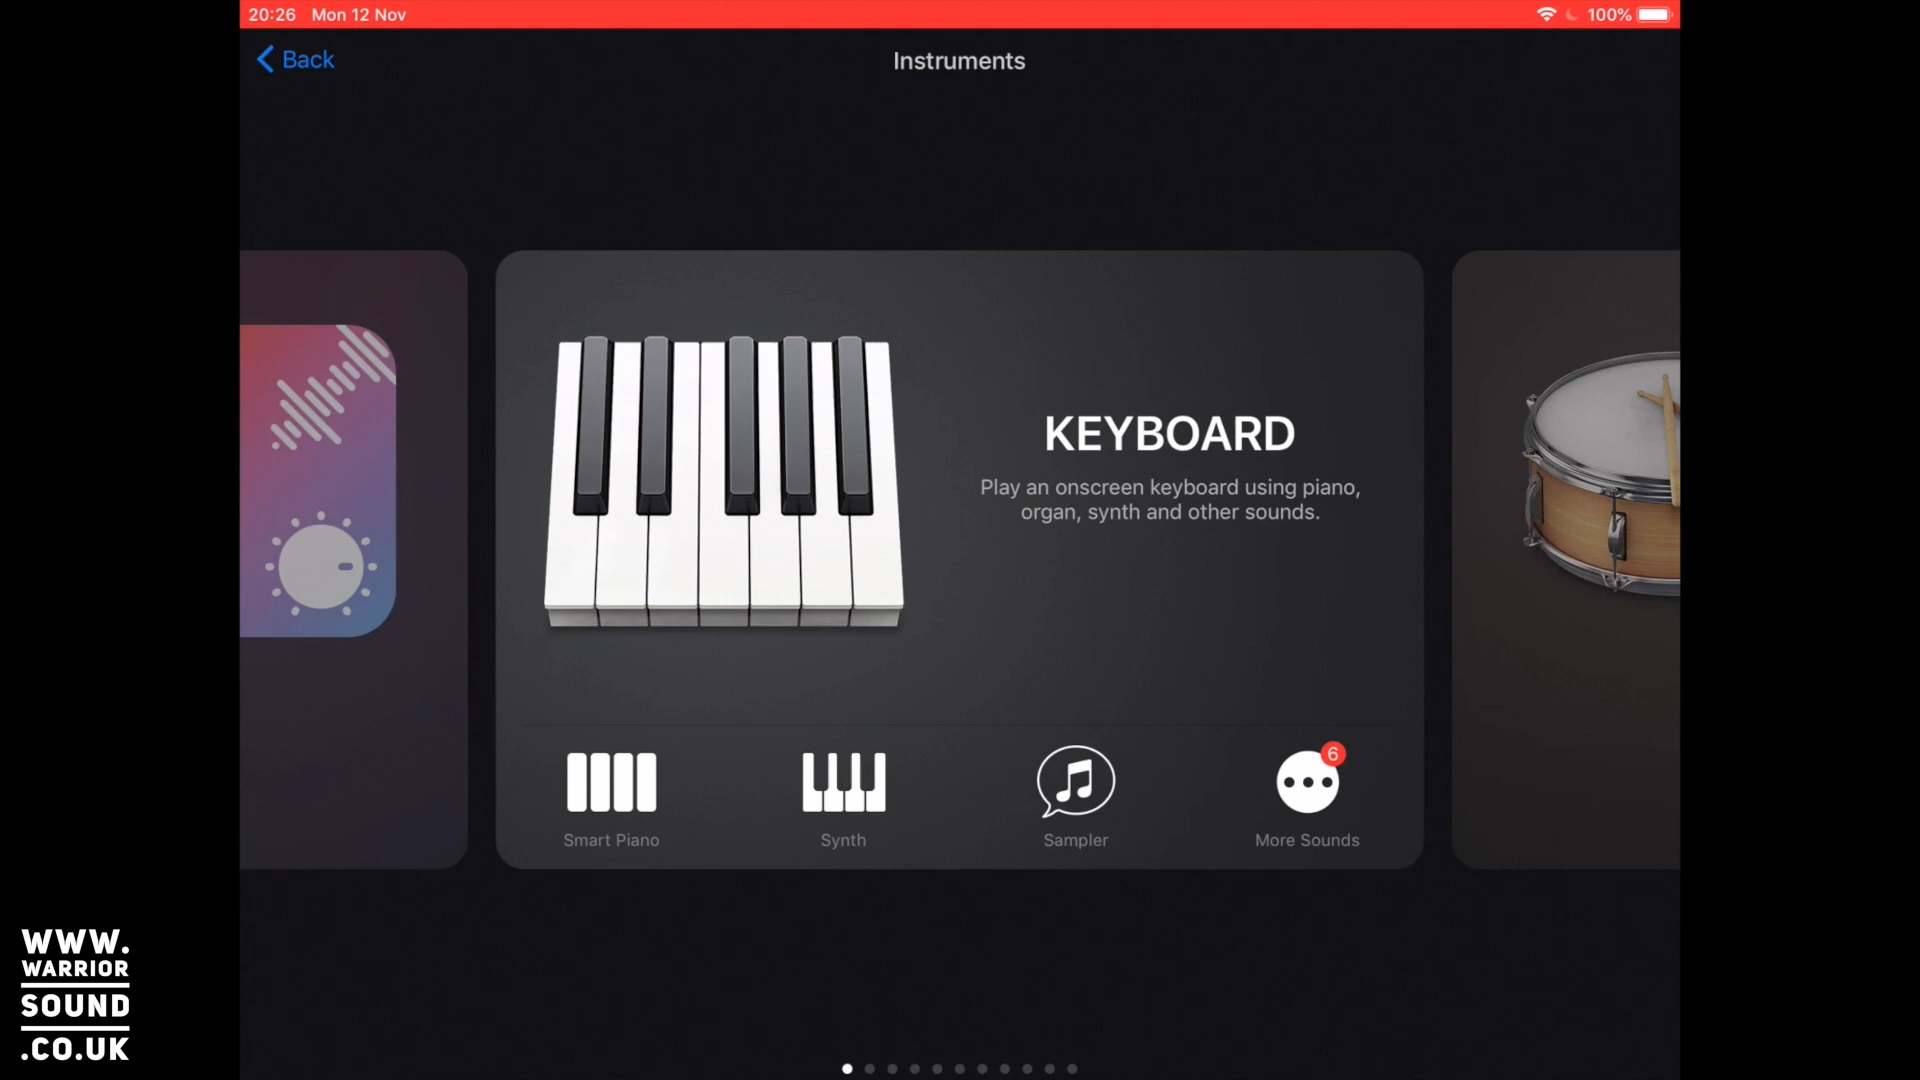 20:26 Mon 12 Nov
100%
Back
Instruments
KEYBOARD
Play an onscreen keyboard using piano,
organ, synth and other sounds.
6
Smart Piano
Synth
Sampler
More Sounds
WWW.
WARRIOR
SOUND
.CO.UK